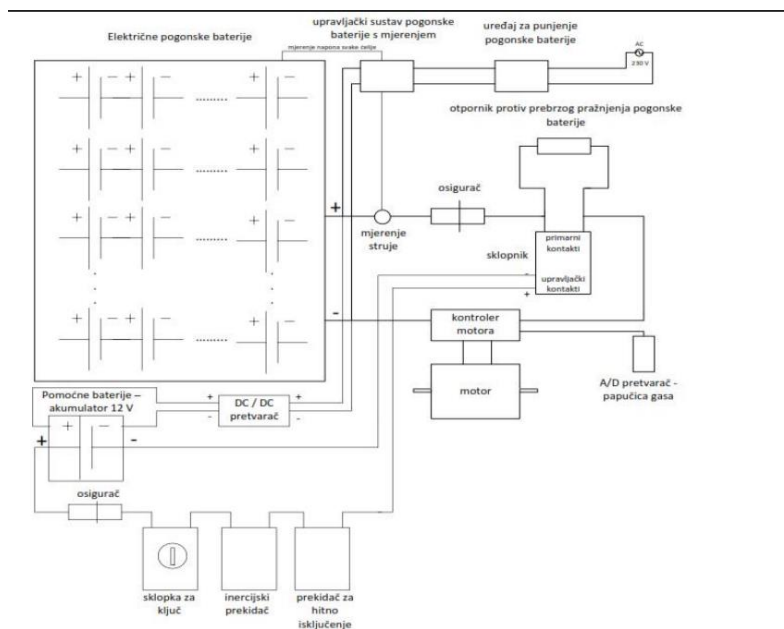 Električne pogonske baterije
upravljački sustav pogonske
baterije s mjerenjem
uređaj za punjenje
pogonske baterije
AC
230 V
mjerenje napona svake ćelije
+ − + − ........ + −
+ − + − ........ + −
+ − + − ........ + −
+ − + − ........ + −
otpornik protiv prebrzog pražnjenja pogonske
baterije
+
osigurač
mjerenje
struje
sklopnik
primarni
kontakti
-
upravljački
kontakti
+
-
kontroler
motora
motor
A/D pretvarač -
papučica gasa
Pomoćne baterije –
akumulator 12 V
+ −
+ -
+ +
DC / DC
pretvarač
- -
osigurač
sklopka za
ključ
inercijski
prekidač
prekidač za
hitno
isključenje